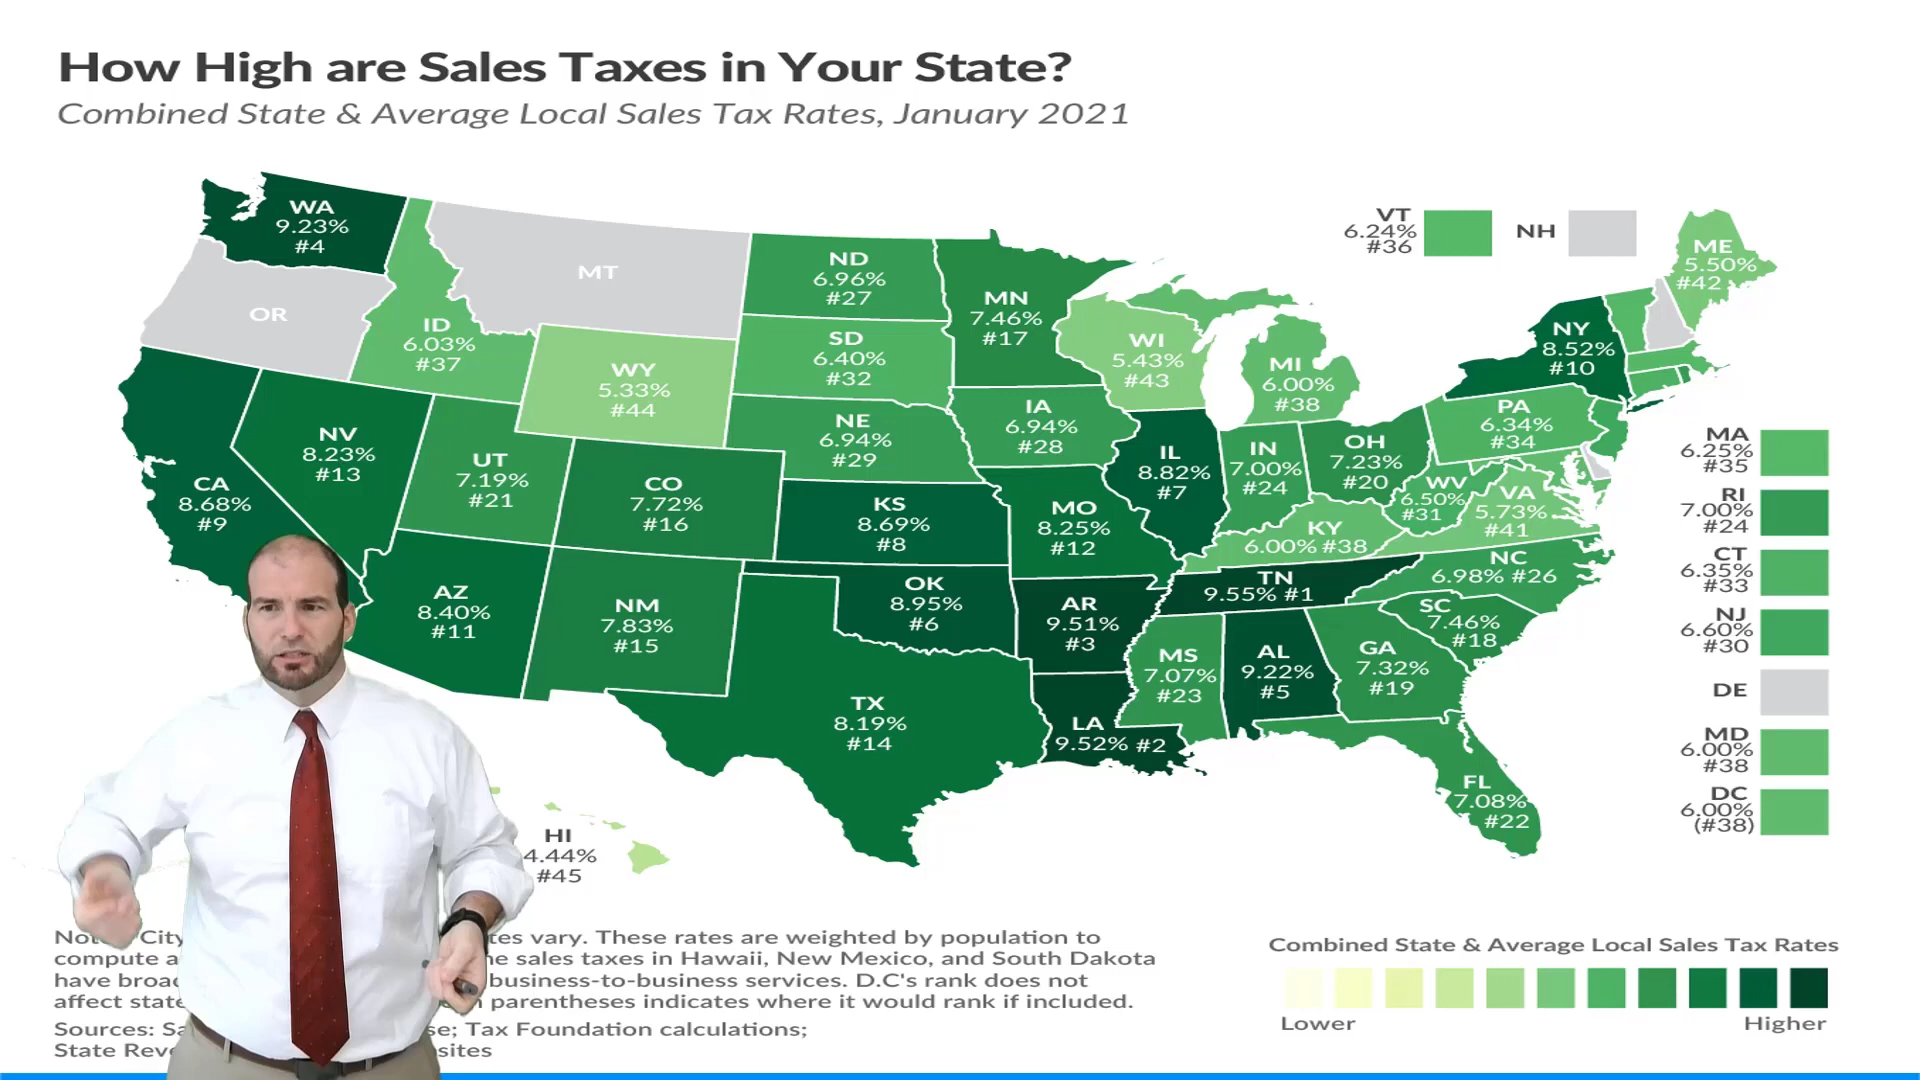 How High are Sales Taxes in Your State?
Combined State & Average Local Sales Tax Rates, January 2021
WA
9.23%
#4
MT
OR
ID
6.03%
#37
WY
5.33%
#44
ND
6.96%
#27
SD
6.40%
#32
MN
7.46%
#17
WI
5.43%
#43
MI
6.00%
#38
VT
6.24%
#36
NH
ME
5.50%
#42
NY
8.52%
#10
CA
8.68%
#9
NV
8.23%
#13
UT
7.19%
#21
CO
7.72%
#16
NE
6.94%
#29
IA
6.94%
#28
KS
8.69%
#8
MO
8.25%
#12
IL
8.82%
#7
IN
7.00%
#24
OH
7.23%
#20
PA
6.34%
#34
WV
6.50%
#31
VA
5.73%
#41
KY
6.00% #38
NC
6.98% #26
TN
9.55% #1
SC
7.46%
#18
MA
6.25%
#35
RI
7.00%
#24
CT
6.35%
#33
NJ
6.60%
#30
DE
MD
6.00%
#38
DC
6.00%
(#38)
AZ
8.40%
#11
NM
7.83%
#15
OK
8.95%
#6
AR
9.51%
#3
TX
8.19%
#14
LA
9.52% #2
MS
7.07%
#23
AL
9.22%
#5
GA
7.32%
#19
FL
7.08%
#22
HI
4.44%
#45
City vary. These rates are weighted by population to
compute sales taxes in Hawaii, New Mexico, and South Dakota
have business-to-business services. D.C.'s rank does not
affect parentheses indicates where it would rank if included.
Sources: Tax Foundation calculations;
State
Combined State & Average Local Sales Tax Rates
Lower
Higher